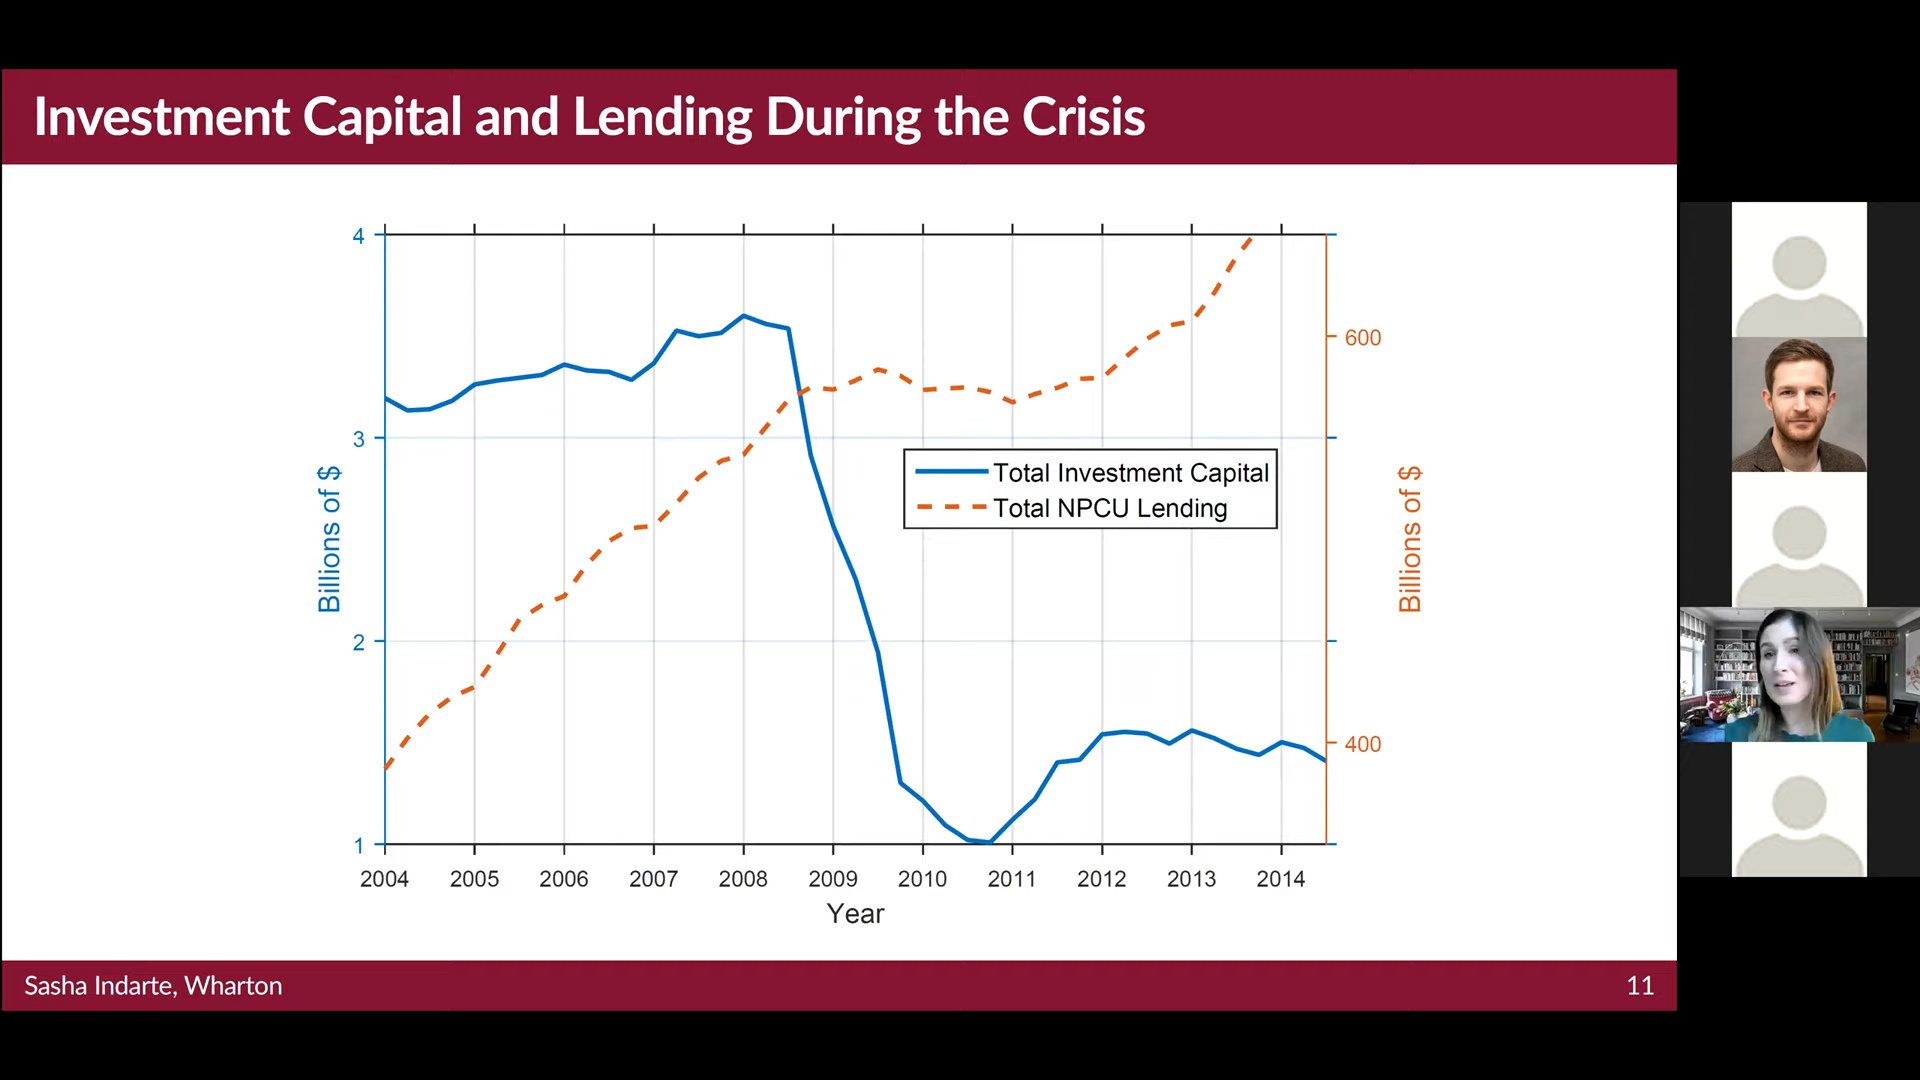 Investment Capital and Lending During the Crisis
4
3
2
1
Billions of $
Total Investment Capital
Total NPCU Lending
600
400
Billions of $
2004 2005 2006 2007 2008 2009 2010 2011 2012 2013 2014
Year
Sasha Indarte, Wharton
11